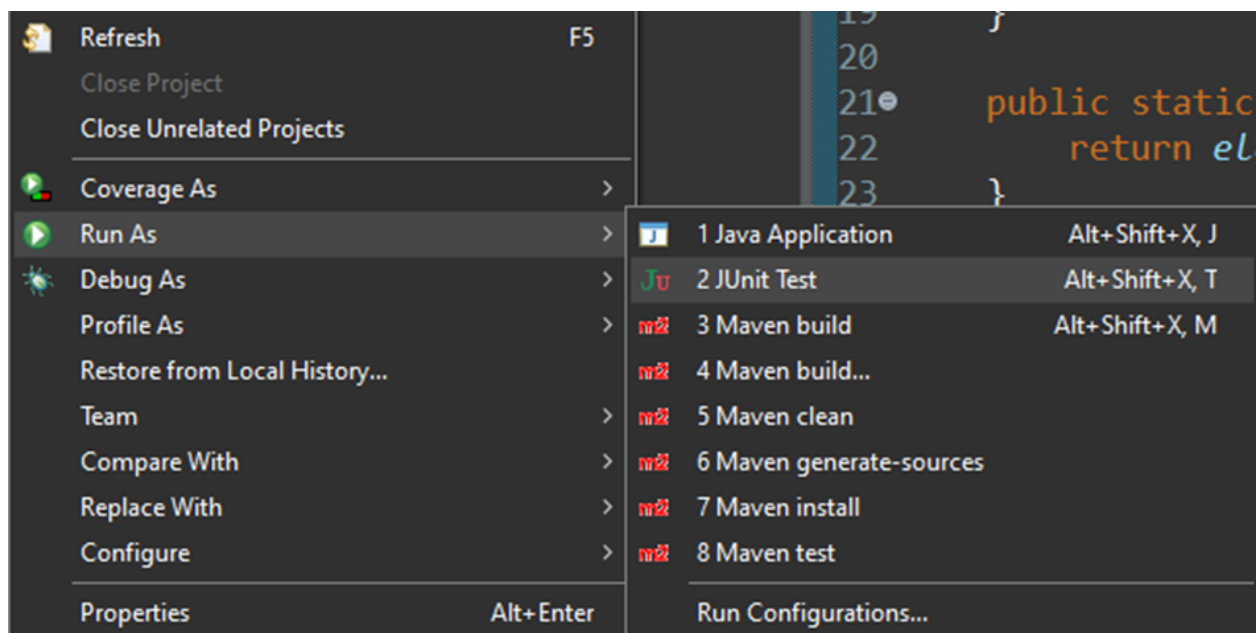 Refresh F5
Close Project
Close Unrelated Projects
Coverage As
Run As
Debug As
Profile As
Restore from Local History...
Team
Compare With
Replace With
Configure
Properties Alt+Enter
1 Java Application Alt+Shift+X, J
2 JUnit Test Alt+Shift+X, T
3 Maven build Alt+Shift+X, M
4 Maven build...
5 Maven clean
6 Maven generate-sources
7 Maven install
8 Maven test
Run Configurations...
19 }
20
21 public static
22 return
23 }